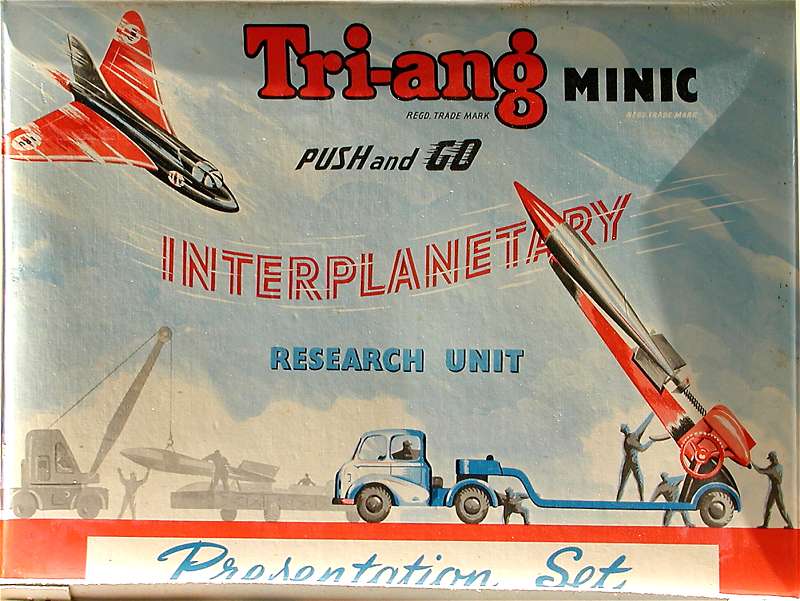 Tri-ang MINIC
REGD. TRADE MARK
REGD. TRADE MARK
PUSH and GO
INTERPLANETARY
RESEARCH UNIT
Presentation Set